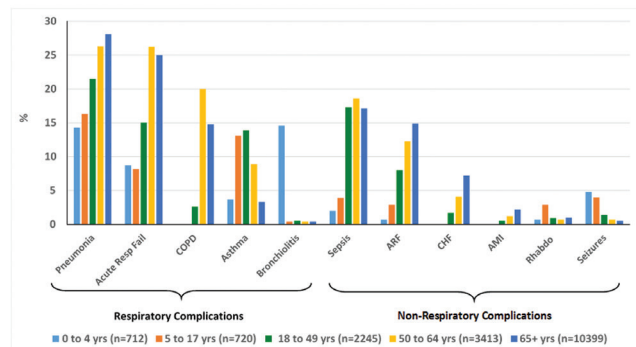 30
25
20
15
10
5
0
%
Pneumonia
Acute Resp Fail
COPD
Asthma
Bronchiolitis
Sepsis
ARF
CHF
AMI
Rhabdo
Seizures
Respiratory Complications
Non-Respiratory Complications
0 to 4 yrs (n=712) 5 to 17 yrs (n=720) 18 to 49 yrs (n=2245) 50 to 64 yrs (n=3413) 65+ yrs (n=10399)